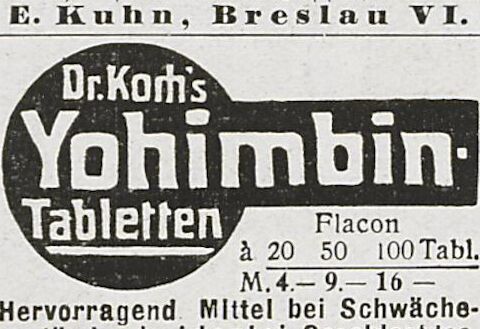 E. Kuhn, Breslau VI.
Dr. Koch's
Yohimbin-
Tabletten
Flacon
à 20 50 100 Tabl.
M. 4.— 9.— 16 —
Hervorragend Mittel bei Schwäche-